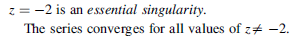 z = −2 is an essential singularity.
The series converges for all values of z ≠ −2.